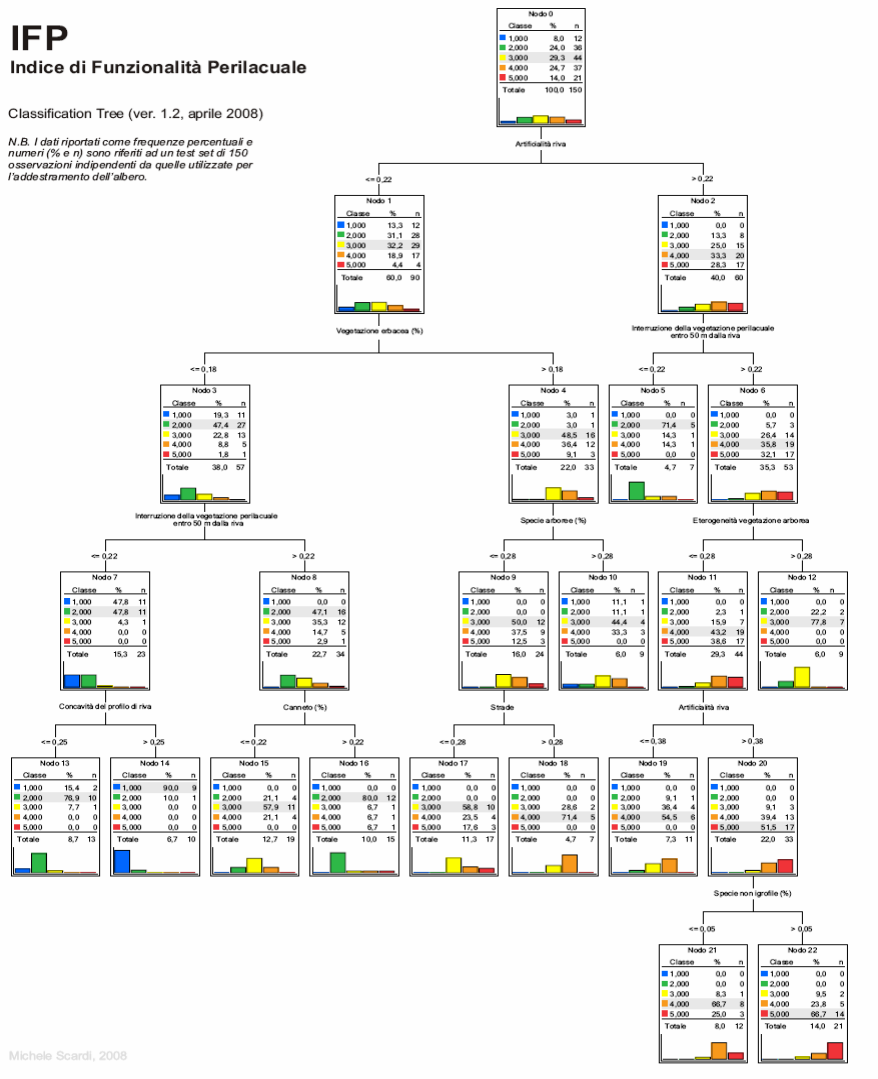 IFP
Indice di Funzionalità Perilacuale
Classification Tree (ver. 1.2, aprile 2008)
N.B. I dati riportati come frequenze percentuali e
numeri (% e n) sono riferiti ad un test set di 150
osservazioni indipendenti da quelle utilizzate per
l'addestramento dell'albero.
Nodo 0
Classe % n
1,000 8,0 12
2,000 24,0 36
3,000 29,3 44
4,000 24,7 37
5,000 14,0 21
Totale 100,0 150
Artificialità riva
<= 0,22
> 0,22
Nodo 1
Classe % n
1,000 13,3 12
2,000 31,1 28
3,000 32,2 29
4,000 18,9 17
5,000 4,4 4
Totale 60,0 90
Vegetazione erbacea (%)
Nodo 2
Classe % n
1,000 0,0 0
2,000 13,3 8
3,000 25,0 15
4,000 33,3 20
5,000 28,3 17
Totale 40,0 60
Interruzione della vegetazione perilacuale
entro 50 m dalla riva
<= 0,18
> 0,18
<= 0,22
> 0,22
Nodo 3
Classe % n
1,000 19,3 11
2,000 47,4 27
3,000 22,8 13
4,000 8,8 5
5,000 1,8 1
Totale 38,0 57
Interruzione della vegetazione perilacuale
entro 50 m dalla riva
Nodo 4
Classe % n
1,000 3,0 1
2,000 3,0 1
3,000 48,5 16
4,000 36,4 12
5,000 9,1 3
Totale 22,0 33
Specie arboree (%)
Nodo 5
Classe % n
1,000 0,0 0
2,000 71,4 5
3,000 14,3 1
4,000 14,3 1
5,000 0,0 0
Totale 4,7 7
Nodo 6
Classe % n
1,000 0,0 0
2,000 5,7 3
3,000 26,4 14
4,000 35,8 19
5,000 32,1 17
Totale 35,3 53
Eterogeneità vegetazione arborea
<= 0,22
> 0,22
<= 0,28
> 0,28
<= 0,28
> 0,28
Nodo 7
Classe % n
1,000 47,8 11
2,000 47,8 11
3,000 4,3 1
4,000 0,0 0
5,000 0,0 0
Totale 15,3 23
Concavità del profilo di riva
Nodo 8
Classe % n
1,000 0,0 0
2,000 47,1 16
3,000 35,3 12
4,000 14,7 5
5,000 2,9 1
Totale 22,7 34
Canneto (%)
Nodo 9
Classe % n
1,000 0,0 0
2,000 0,0 0
3,000 50,0 12
4,000 37,5 9
5,000 12,5 3
Totale 16,0 24
Strade
Nodo 10
Classe % n
1,000 11,1 1
2,000 11,1 1
3,000 44,4 4
4,000 33,3 3
5,000 0,0 0
Totale 6,0 9
Nodo 11
Classe % n
1,000 0,0 0
2,000 2,3 1
3,000 15,9 7
4,000 43,2 19
5,000 38,6 17
Totale 29,3 44
Artificialità riva
Nodo 12
Classe % n
1,000 0,0 0
2,000 22,2 2
3,000 77,8 7
4,000 0,0 0
5,000 0,0 0
Totale 6,0 9
<= 0,25
> 0,25
<= 0,22
> 0,22
<= 0,28
> 0,28
<= 0,38
> 0,38
Nodo 13
Classe % n
1,000 15,4 2
2,000 76,9 10
3,000 7,7 1
4,000 0,0 0
5,000 0,0 0
Totale 8,7 13
Nodo 14
Classe % n
1,000 90,0 9
2,000 10,0 1
3,000 0,0 0
4,000 0,0 0
5,000 0,0 0
Totale 6,7 10
Nodo 15
Classe % n
1,000 0,0 0
2,000 21,1 4
3,000 57,9 11
4,000 21,1 4
5,000 0,0 0
Totale 12,7 19
Nodo 16
Classe % n
1,000 0,0 0
2,000 80,0 12
3,000 6,7 1
4,000 6,7 1
5,000 6,7 1
Totale 10,0 15
Nodo 17
Classe % n
1,000 0,0 0
2,000 0,0 0
3,000 58,8 10
4,000 23,5 4
5,000 17,6 3
Totale 11,3 17
Nodo 18
Classe % n
1,000 0,0 0
2,000 0,0 0
3,000 28,6 2
4,000 71,4 5
5,000 0,0 0
Totale 4,7 7
Nodo 19
Classe % n
1,000 0,0 0
2,000 9,1 1
3,000 36,4 4
4,000 54,5 6
5,000 0,0 0
Totale 7,3 11
Nodo 20
Classe % n
1,000 0,0 0
2,000 0,0 0
3,000 9,1 3
4,000 39,4 13
5,000 51,5 17
Totale 22,0 33
Specie non igrofile (%)
<= 0,05
> 0,05
Nodo 21
Classe % n
1,000 0,0 0
2,000 0,0 0
3,000 8,3 1
4,000 66,7 8
5,000 25,0 3
Totale 8,0 12
Nodo 22
Classe % n
1,000 0,0 0
2,000 0,0 0
3,000 9,5 2
4,000 23,8 5
5,000 66,7 14
Totale 14,0 21
Michele Scardi, 2008